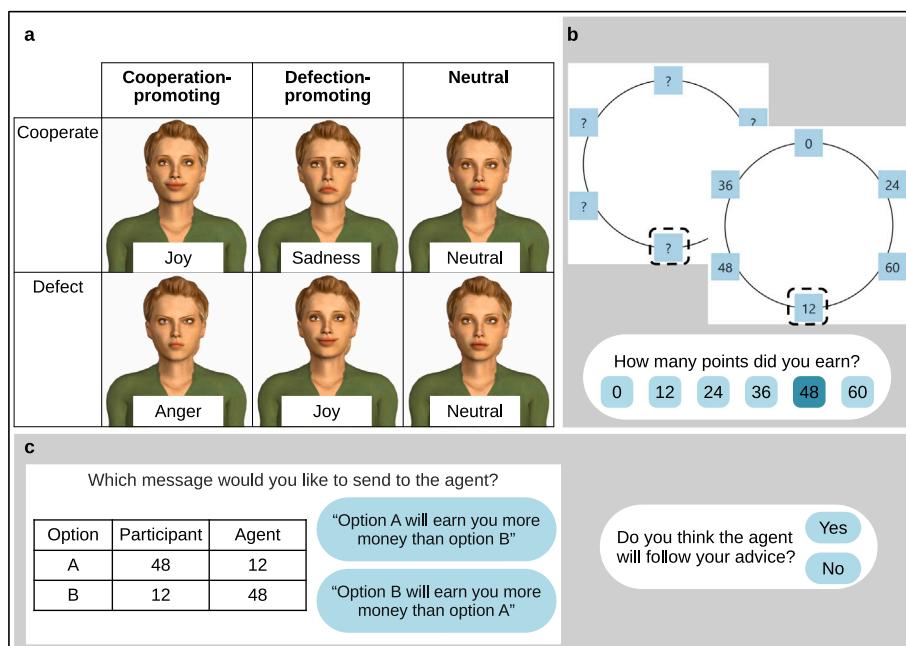 a
Cooperation-
promoting
Defection-
promoting
Neutral
Cooperate
Joy
Sadness
Neutral
Defect
Anger
Joy
Neutral
b
?
?
?
?
?
0
36
24
48
60
12
How many points did you earn?
0 12 24 36 48 60
c
Which message would you like to send to the agent?
Option Participant Agent
A 48 12
B 12 48
“Option A will earn you more
money than option B”
“Option B will earn you more
money than option A”
Do you think the agent
will follow your advice?
Yes
No